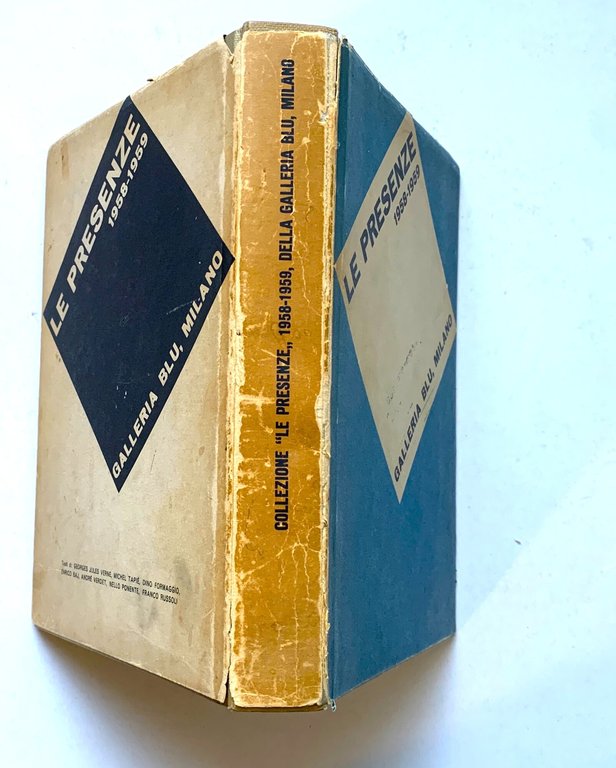 LE PRESENZE
1958-1959
GALLERIA BLU, MILANO
Testi di: GEORGES JULES VERNE, MICHEL TAPIÉ, DINO FORMAGGIO,
ENRICO BAJ, ANDRÉ VERDET, NELLO PONENTE, FRANCO RUSSOLI
COLLEZIONE "LE PRESENZE„ 1958-1959, DELLA GALLERIA BLU, MILANO
LE PRESENZE
1958-1959
GALLERIA BLU, MILANO